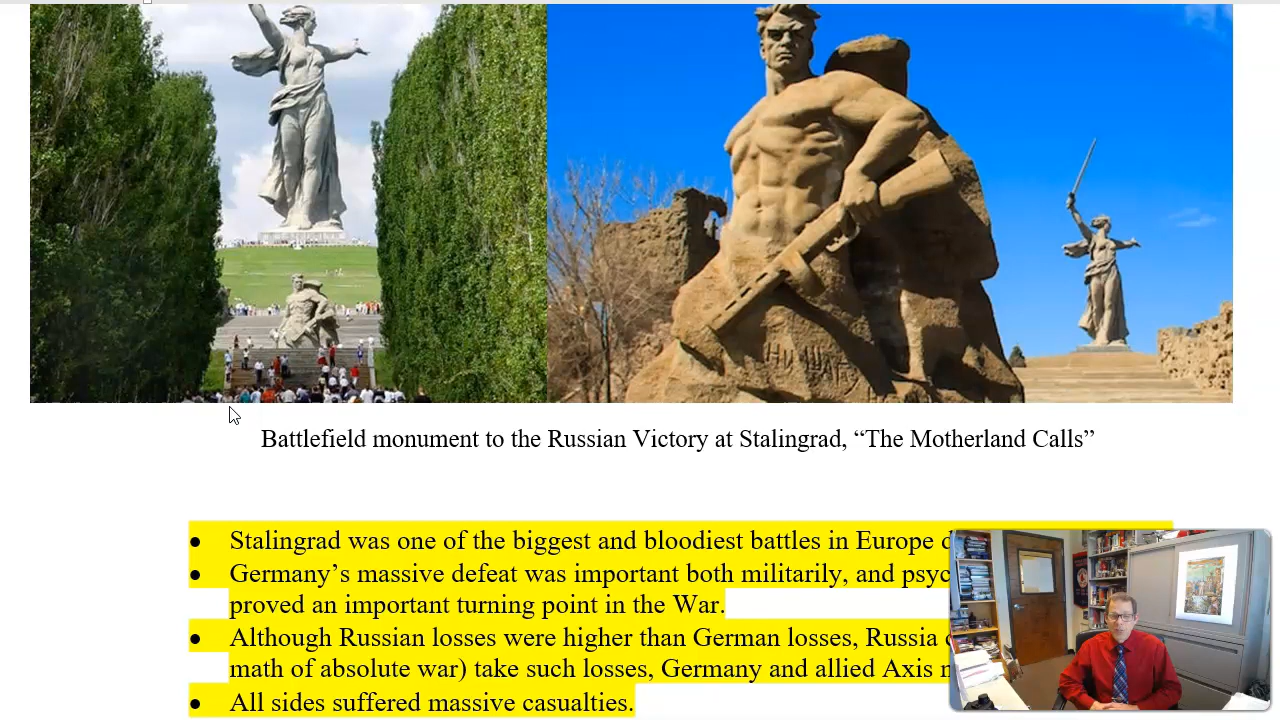 Battlefield monument to the Russian Victory at Stalingrad, “The Motherland Calls”
• Stalingrad was one of the biggest and bloodiest battles in Europe
• Germany’s massive defeat was important both militarily, and
proved an important turning point in the War.
• Although Russian losses were higher than German losses, Russia
math of absolute war) take such losses, Germany and allied Axis
• All sides suffered massive casualties.